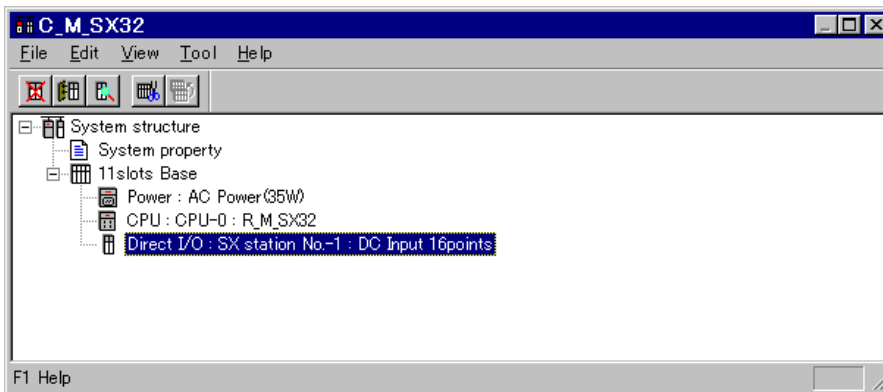 C_M_SX32
File Edit View Tool Help
System structure
System property
11slots Base
Power : AC Power(35W)
CPU : CPU-0 : R_M_SX32
Direct I/O : SX station No.-1 : DC Input 16points
F1 Help